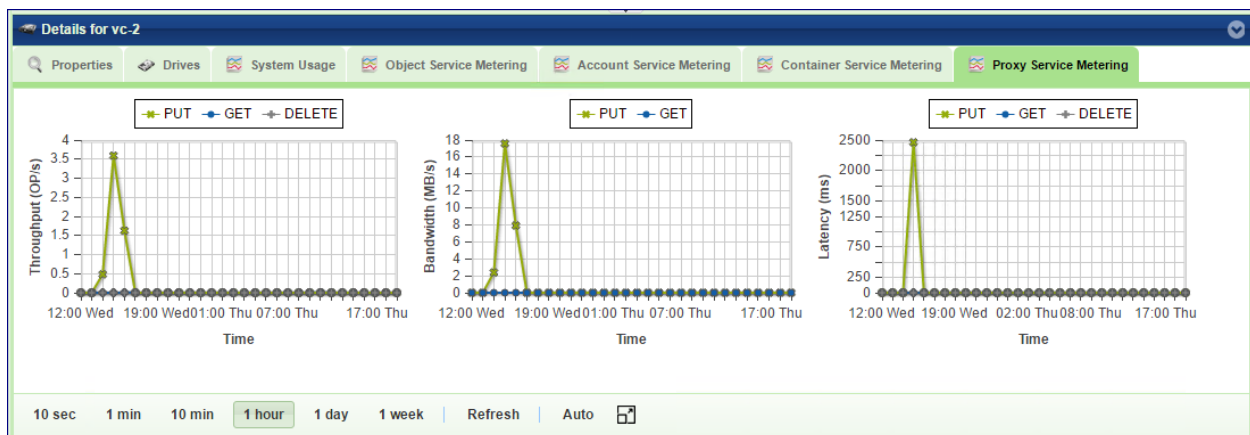 Details for vc-2
Properties Drives System Usage Object Service Metering Account Service Metering Container Service Metering Proxy Service Metering
PUT GET DELETE
Throughput (OP/s)
4
3.5
3
2.5
2
1.5
1
0.5
0
12:00 Wed 19:00 Wed 01:00 Thu 07:00 Thu 17:00 Thu
Time
PUT GET
Bandwidth (MB/s)
18
16
14
12
10
8
6
4
2
0
12:00 Wed 19:00 Wed 01:00 Thu 07:00 Thu 17:00 Thu
Time
PUT GET DELETE
Latency (ms)
2500
2000
1500
1250
750
250
0
12:00 Wed 19:00 Wed 02:00 Thu 08:00 Thu 17:00 Thu
Time
10 sec 1 min 10 min 1 hour 1 day 1 week Refresh Auto